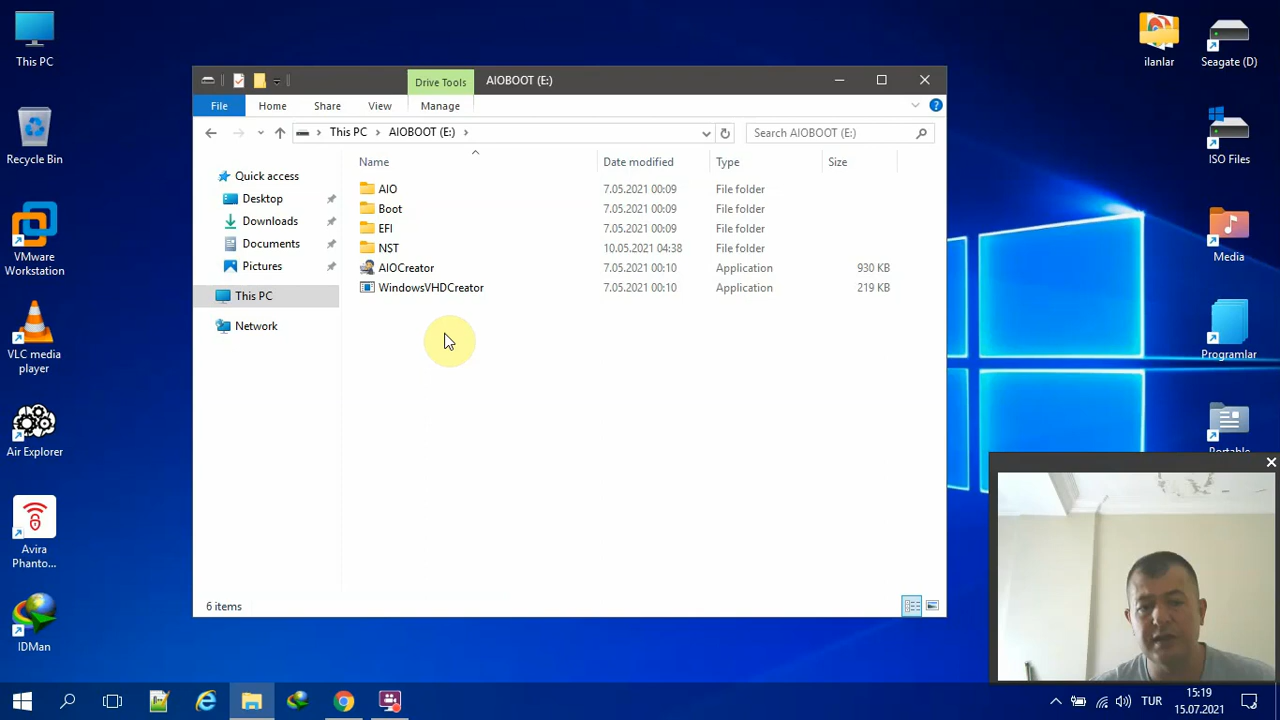 This PC
Recycle Bin
VMware
Workstation
VLC media
player
Air Explorer
Avira
Phanto...
IDMan
Drive Tools
AIOBOOT (E:)
File
Home
Share
View
Manage
This PC
AIOBOOT (E:)
Search AIOBOOT (E:)
Quick access
Desktop
Downloads
Documents
Pictures
This PC
Network
Name
Date modified
Type
Size
AIO
7.05.2021 00:09
File folder
Boot
7.05.2021 00:09
File folder
EFI
7.05.2021 00:09
File folder
NST
10.05.2021 04:38
File folder
AIOCreator
7.05.2021 00:10
Application
930 KB
WindowsVHDCreator
7.05.2021 00:10
Application
219 KB
6 items
ilanlar
Seagate (D)
ISO Files
Media
Programlar
Portable
TUR
15:19
15.07.2021